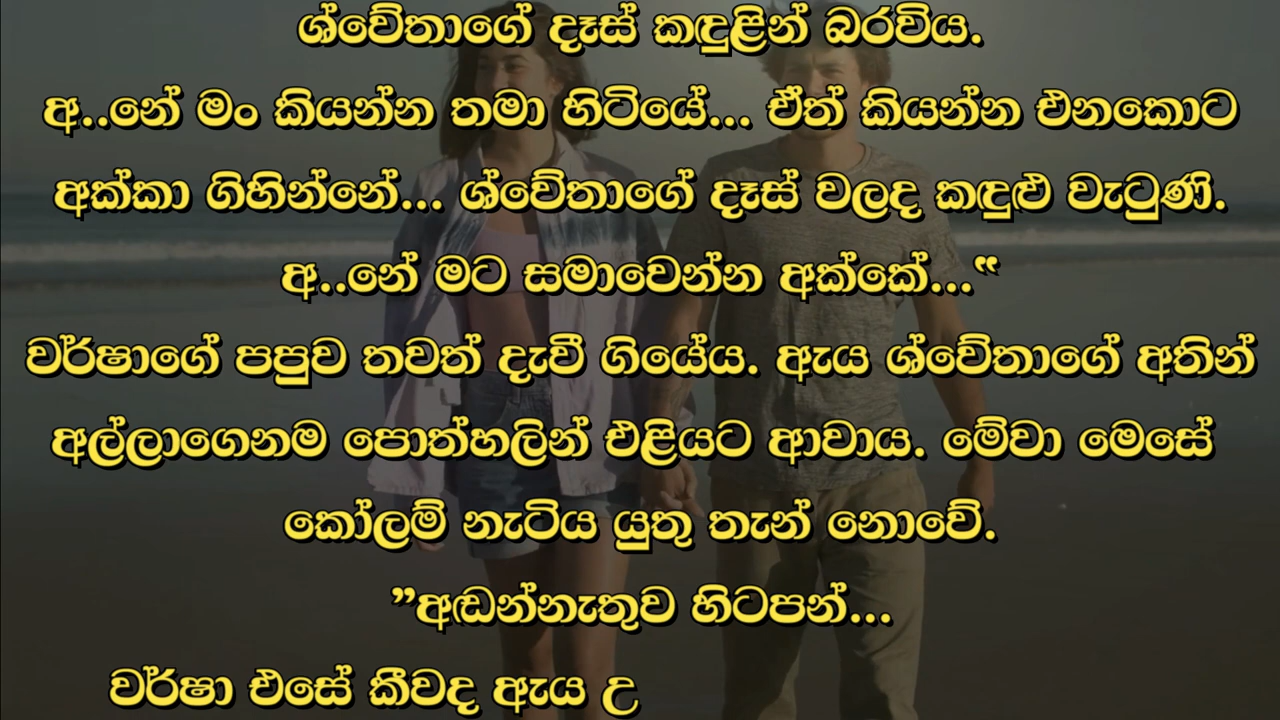 ශ්වේතාගේ දෑස් කඳුළින් බරවිය.
අ..නේ මං කියන්න තමා හිටියේ... ඒත් කියන්න එනකොට
අක්කා ගිහින්නේ... ශ්වේතාගේ දෑස් වලද කඳුළු වැටුණි.
අ..නේ මට සමාවෙන්න අක්කේ...“
වර්ෂාගේ පපුව තවත් දැවී ගියේය. ඇය ශ්වේතාගේ අතින්
අල්ලාගෙනම පොත්හලින් එළියට ආවාය. මේවා මෙසේ
කෝලම් නැටිය යුතු තැන් නොවේ.
”අඬන්නැතුව හිටපන්...
වර්ෂා එසේ කීවද ඇය උ